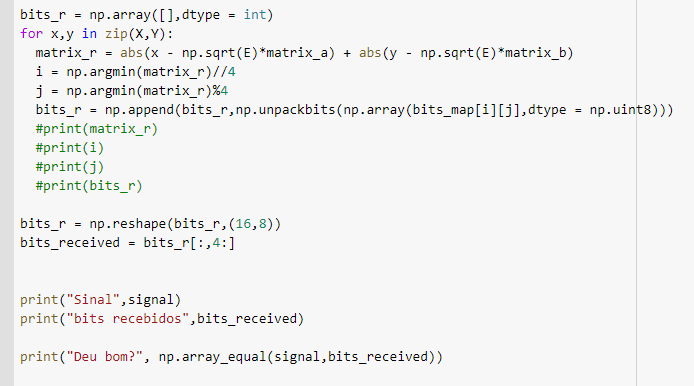 bits_r = np.array([],dtype = int)
for x,y in zip(X,Y):
  matrix_r = abs(x - np.sqrt(E)*matrix_a) + abs(y - np.sqrt(E)*matrix_b)
  i = np.argmin(matrix_r)//4
  j = np.argmin(matrix_r)%4
  bits_r = np.append(bits_r,np.unpackbits(np.array(bits_map[i][j],dtype = np.uint8)))
  #print(matrix_r)
  #print(i)
  #print(j)
  #print(bits_r)
bits_r = np.reshape(bits_r,(16,8))
bits_received = bits_r[:,4:]
print("Sinal",signal)
print("bits recebidos",bits_received)
print("Deu bom?", np.array_equal(signal,bits_received))